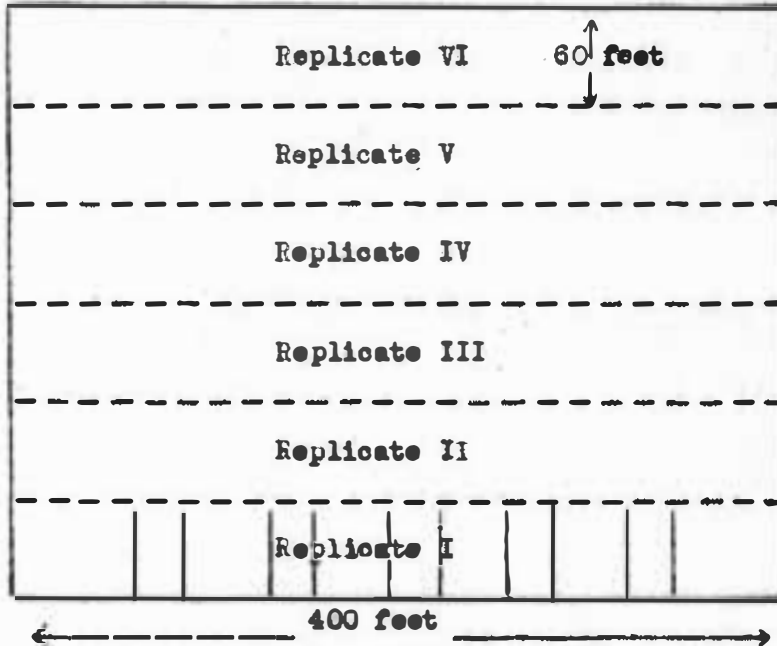 Replicate VI 60 feet
Replicate V
Replicate IV
Replicate III
Replicate II
Replicate I
400 feet